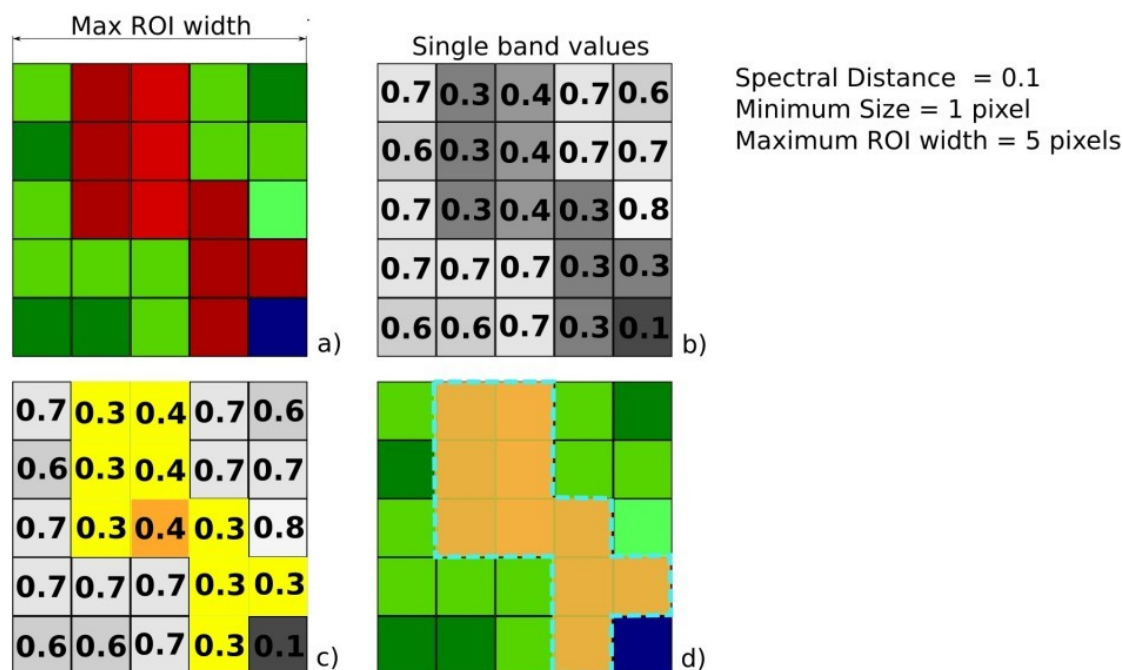 Max ROI width
Single band values
0.7 0.3 0.4 0.7 0.6
0.6 0.3 0.4 0.7 0.7
0.7 0.3 0.4 0.3 0.8
0.7 0.7 0.7 0.3 0.3
0.6 0.6 0.7 0.3 0.1
a)
b)
Spectral Distance = 0.1
Minimum Size = 1 pixel
Maximum ROI width = 5 pixels
0.7 0.3 0.4 0.7 0.6
0.6 0.3 0.4 0.7 0.7
0.7 0.3 0.4 0.3 0.8
0.7 0.7 0.7 0.3 0.3
0.6 0.6 0.7 0.3 0.1
c)
d)